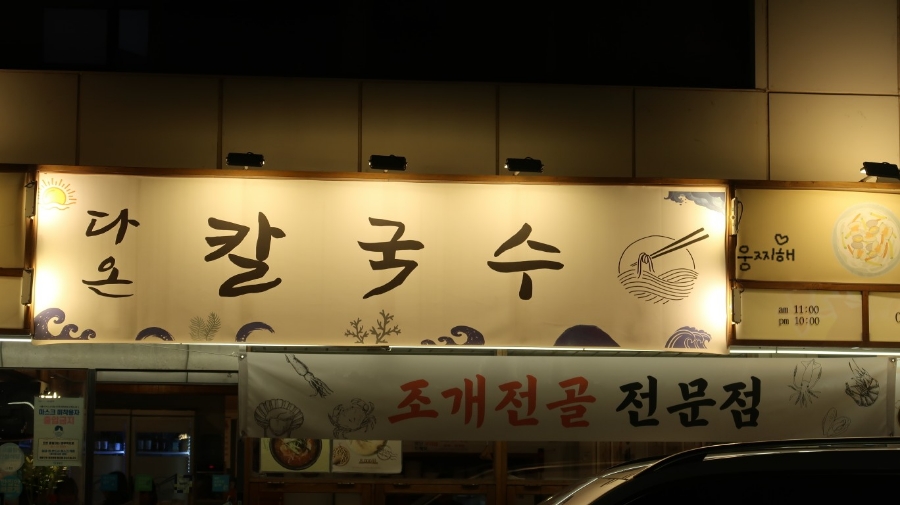 다온
칼국수
웅찌해
am 11:00
pm 10:00
조개전골 전문점